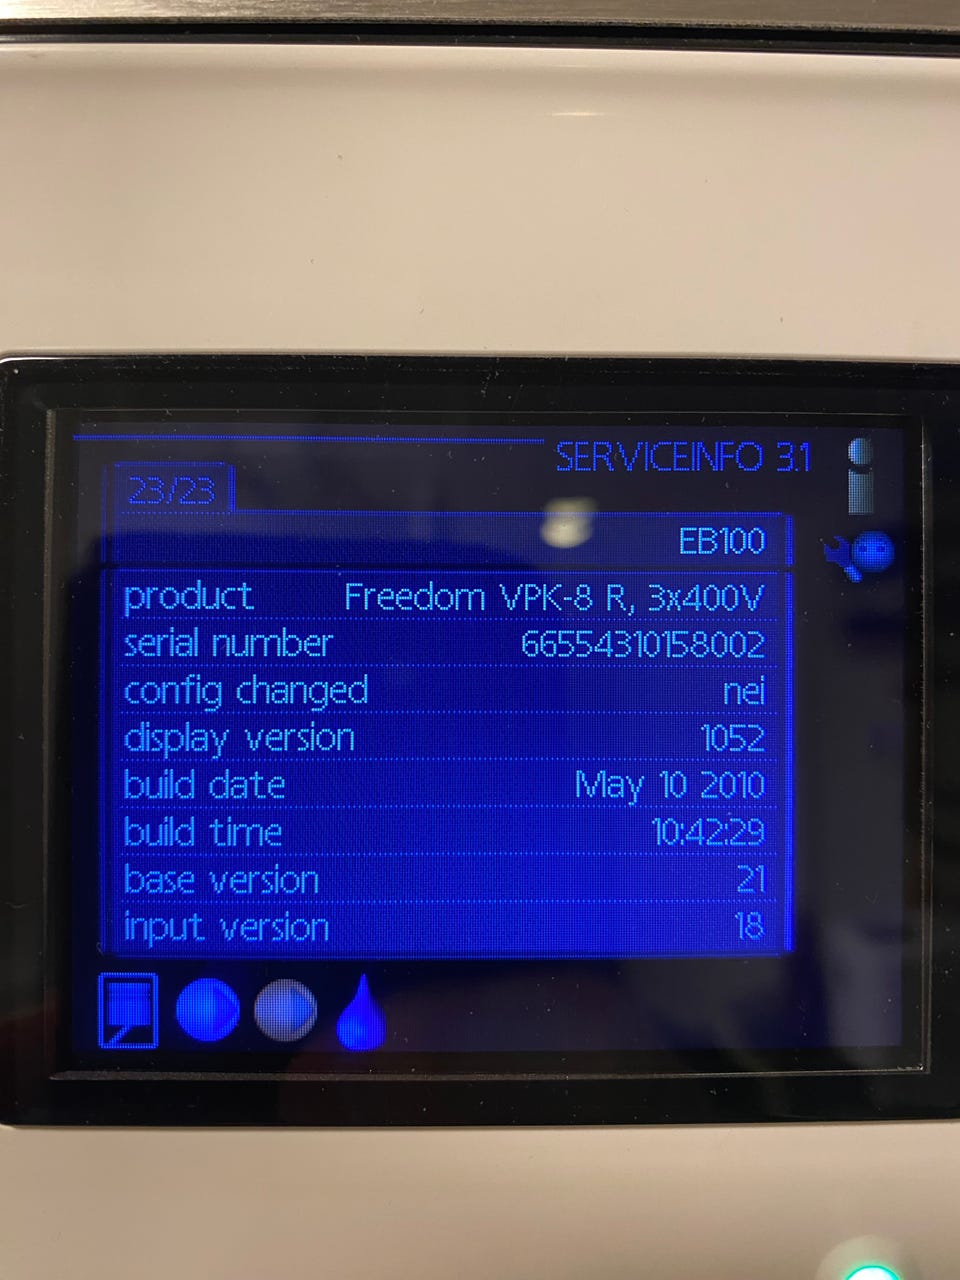 SERVICEINFO 3.1
23/23
EB100
product Freedom VPK-8 R, 3x400V
serial number 66554310158002
config changed nei
display version 1052
build date May 10 2010
build time 10:42:29
base version 21
input version 18